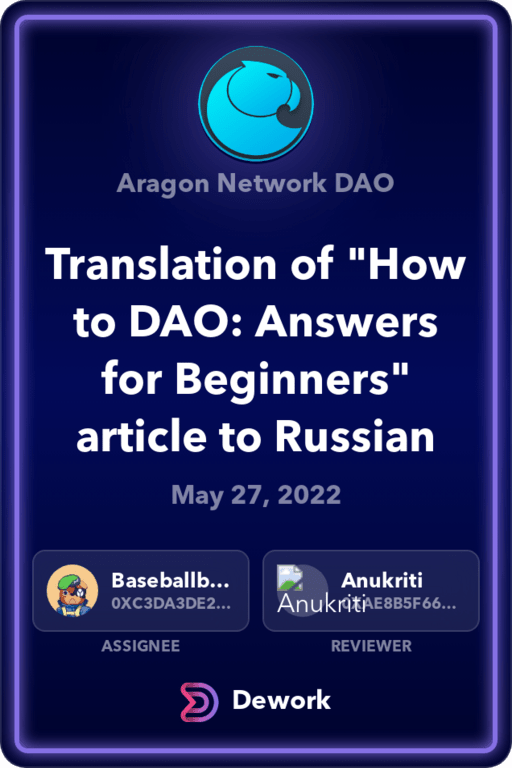 Aragon Network DAO
Translation of "How
to DAO: Answers
for Beginners"
article to Russian
May 27, 2022
Baseballb...
0XC3DA3DE2...
ASSIGNEE
Anukriti
Anukriti
0XAE8B5F66...
REVIEWER
Dework